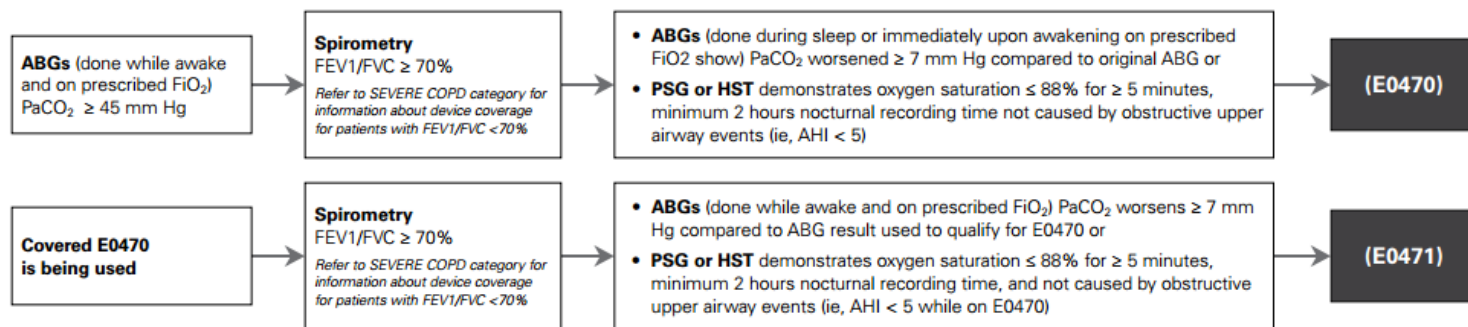 ABGs (done while awake
and on prescribed FiO₂)
PaCO₂ ≥ 45 mm Hg
Spirometry
FEV1/FVC ≥ 70%
Refer to SEVERE COPD category for
information about device coverage
for patients with FEV1/FVC <70%
• ABGs (done during sleep or immediately upon awakening on prescribed
FiO2 show) PaCO₂ worsened ≥ 7 mm Hg compared to original ABG or
• PSG or HST demonstrates oxygen saturation ≤ 88% for ≥ 5 minutes,
minimum 2 hours nocturnal recording time not caused by obstructive upper
airway events (ie, AHI < 5)
(E0470)
Covered E0470
is being used
Spirometry
FEV1/FVC ≥ 70%
Refer to SEVERE COPD category for
information about device coverage
for patients with FEV1/FVC <70%
• ABGs (done while awake and on prescribed FiO₂) PaCO₂ worsens ≥ 7 mm
Hg compared to ABG result used to qualify for E0470 or
• PSG or HST demonstrates oxygen saturation ≤ 88% for ≥ 5 minutes,
minimum 2 hours nocturnal recording time, and not caused by obstructive
upper airway events (ie, AHI < 5 while on E0470)
(E0471)